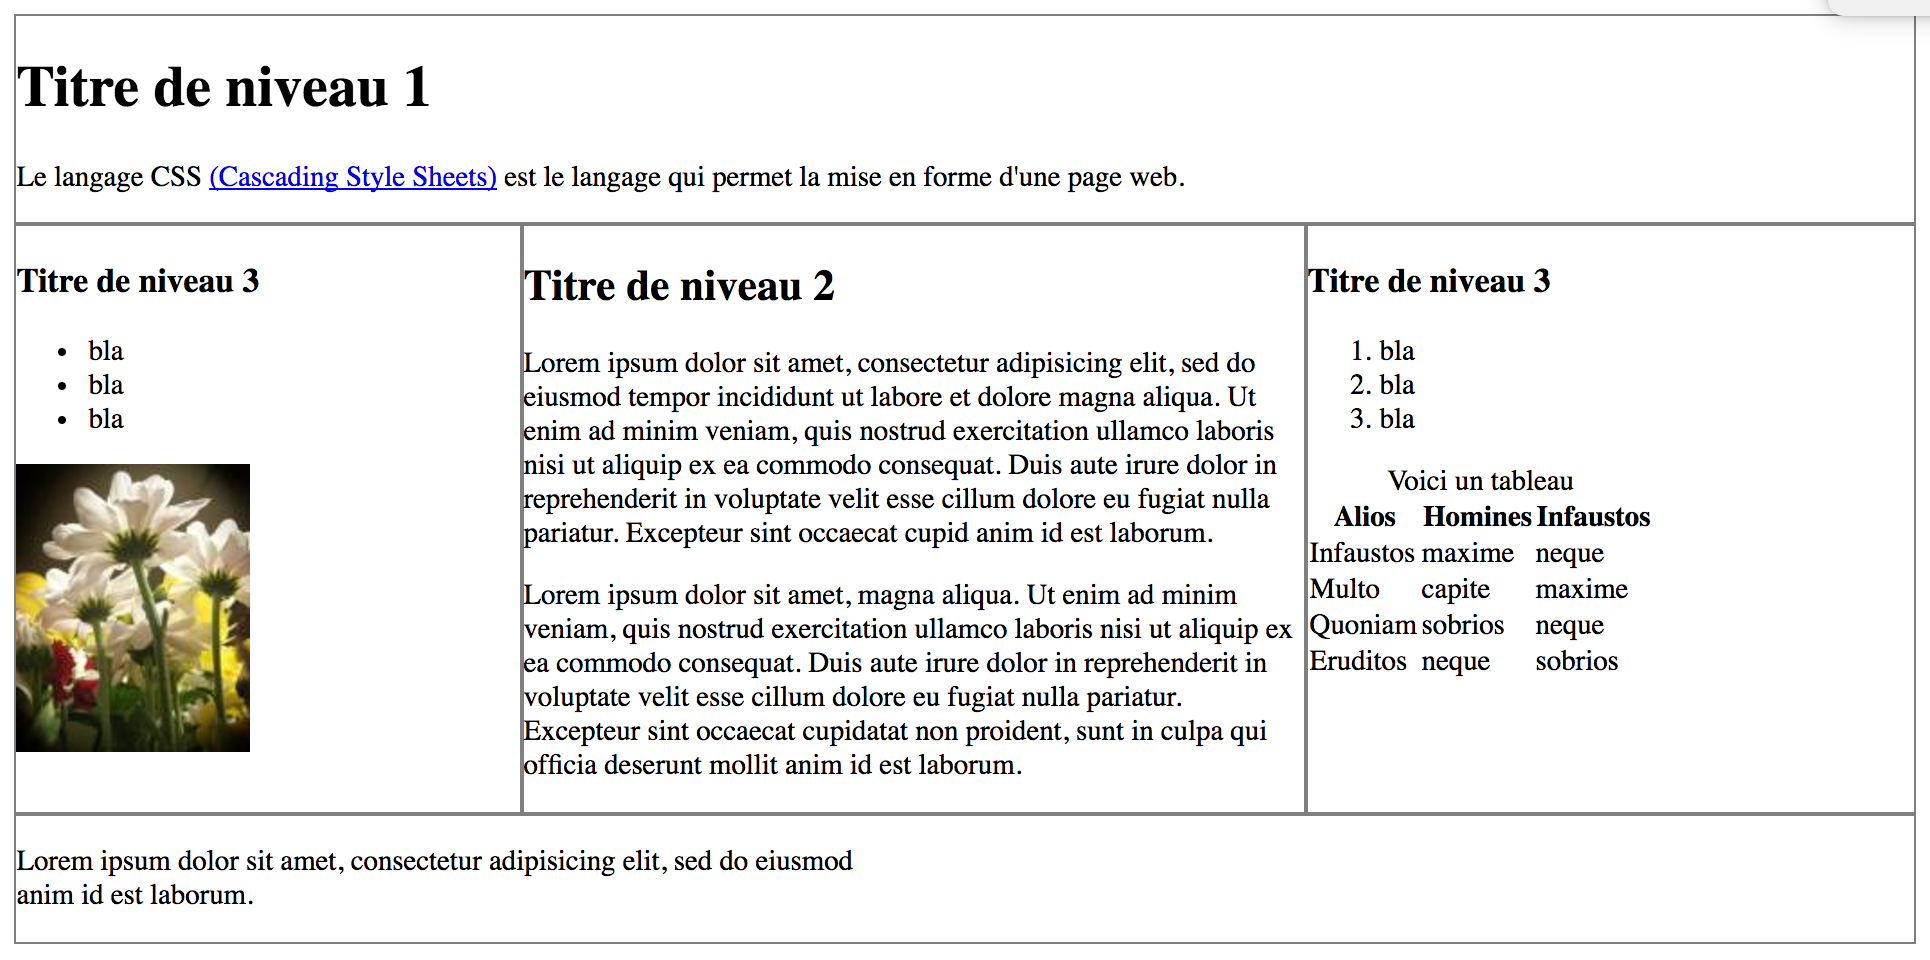 Titre de niveau 1
Le langage CSS (Cascading Style Sheets) est le langage qui permet la mise en forme d'une page web.
Titre de niveau 3
• bla
• bla
• bla
Titre de niveau 2
Lorem ipsum dolor sit amet, consectetur adipisicing elit, sed do
eiusmod tempor incididunt ut labore et dolore magna aliqua. Ut
enim ad minim veniam, quis nostrud exercitation ullamco laboris
nisi ut aliquip ex ea commodo consequat. Duis aute irure dolor in
reprehenderit in voluptate velit esse cillum dolore eu fugiat nulla
pariatur. Excepteur sint occaecat cupid anim id est laborum.
Lorem ipsum dolor sit amet, magna aliqua. Ut enim ad minim
veniam, quis nostrud exercitation ullamco laboris nisi ut aliquip ex
ea commodo consequat. Duis aute irure dolor in reprehenderit in
voluptate velit esse cillum dolore eu fugiat nulla pariatur.
Excepteur sint occaecat cupidatat non proident, sunt in culpa qui
officia deserunt mollit anim id est laborum.
Titre de niveau 3
1. bla
2. bla
3. bla
Voici un tableau
Alios Homines Infaustos
Infaustos maxime neque
Multo capite maxime
Quoniam sobrios neque
Eruditos neque sobrios
Lorem ipsum dolor sit amet, consectetur adipisicing elit, sed do eiusmod
anim id est laborum.